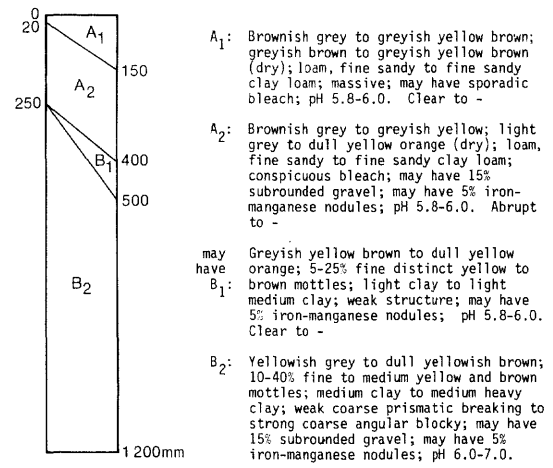 0
20
A1
150
A2
250
400
B1
500
B2
1 200mm
A1: Brownish grey to greyish yellow brown;
greyish brown to greyish yellow brown
(dry); loam, fine sandy to fine sandy
clay loam; massive; may have sporadic
bleach; pH 5.8-6.0. Clear to -
A2: Brownish grey to greyish yellow; light
grey to dull yellow orange (dry); loam,
fine sandy to fine sandy clay loam;
conspicuous bleach; may have 15%
subrounded gravel; may have 5% iron-
manganese nodules; pH 5.8-6.0. Abrupt
to -
may Greyish yellow brown to dull yellow
have orange; 5-25% fine distinct yellow to
B1: brown mottles; light clay to light
medium clay; weak structure; may have
5% iron-manganese nodules; pH 5.8-6.0.
Clear to -
B2: Yellowish grey to dull yellowish brown;
10-40% fine to medium yellow and brown
mottles; medium clay to medium heavy
clay; weak coarse prismatic breaking to
strong coarse angular blocky; may have
15% subrounded gravel; may have 5%
iron-manganese nodules; pH 6.0-7.0.